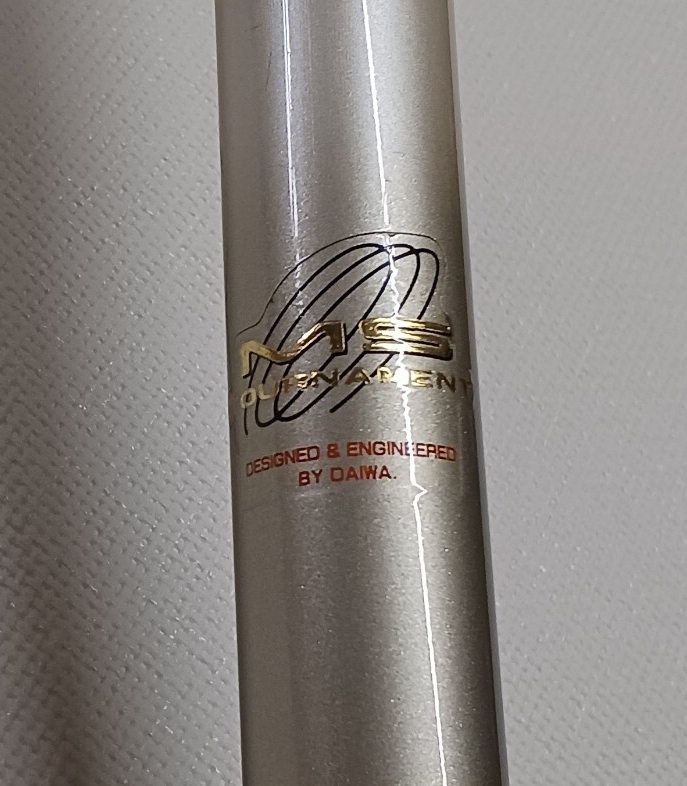 MS
TOURNAMENT
DESIGNED & ENGINEERED
BY DAIWA.